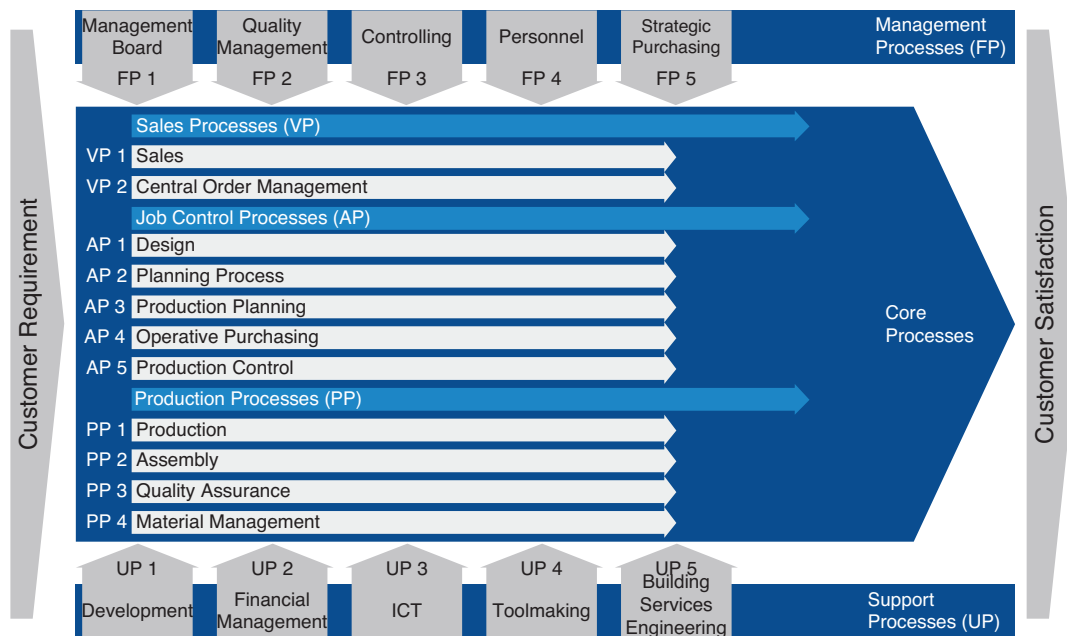 Management
Board
FP 1
Quality
Management
FP 2
Controlling
FP 3
Personnel
FP 4
Strategic
Purchasing
FP 5
Management
Processes (FP)
Customer Requirement
Sales Processes (VP)
VP 1 Sales
VP 2 Central Order Management
Job Control Processes (AP)
AP 1 Design
AP 2 Planning Process
AP 3 Production Planning
AP 4 Operative Purchasing
AP 5 Production Control
Production Processes (PP)
PP 1 Production
PP 2 Assembly
PP 3 Quality Assurance
PP 4 Material Management
Core
Processes
Customer Satisfaction
UP 1
Development
UP 2
Financial
Management
UP 3
ICT
UP 4
Toolmaking
UP 5
Building
Services
Engineering
Support
Processes (UP)